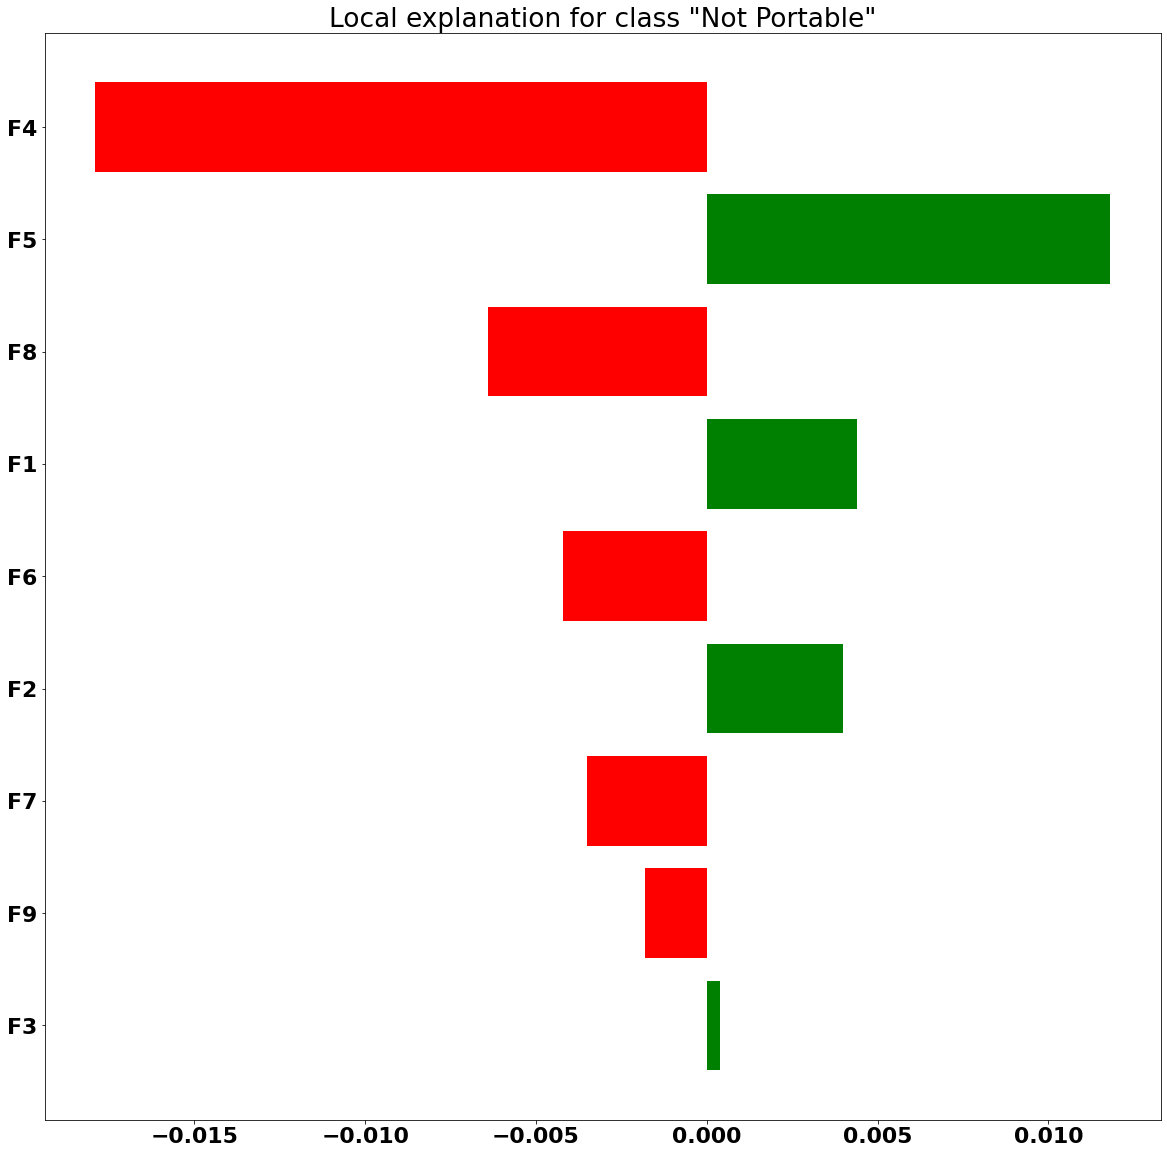 Local explanation for class "Not Portable"
F4
F5
F8
F1
F6
F2
F7
F9
F3
−0.015 −0.010 −0.005 0.000 0.005 0.010